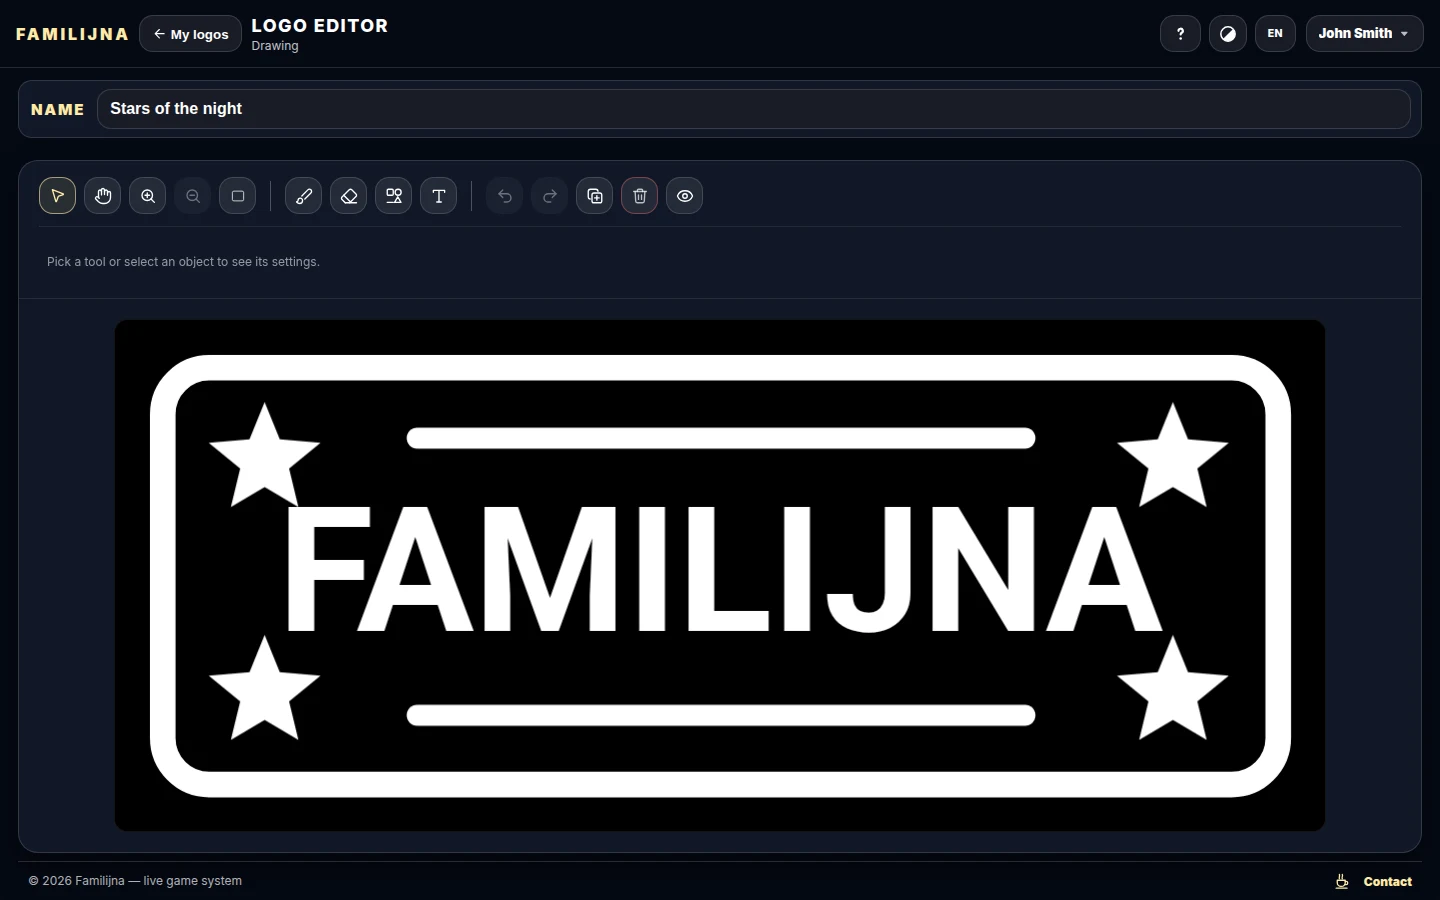 FAMILIJNA
← My logos
LOGO EDITOR
Drawing
?
EN
John Smith
NAME
Stars of the night
Pick a tool or select an object to see its settings.
FAMILIJNA
© 2026 Familijna — live game system
Contact